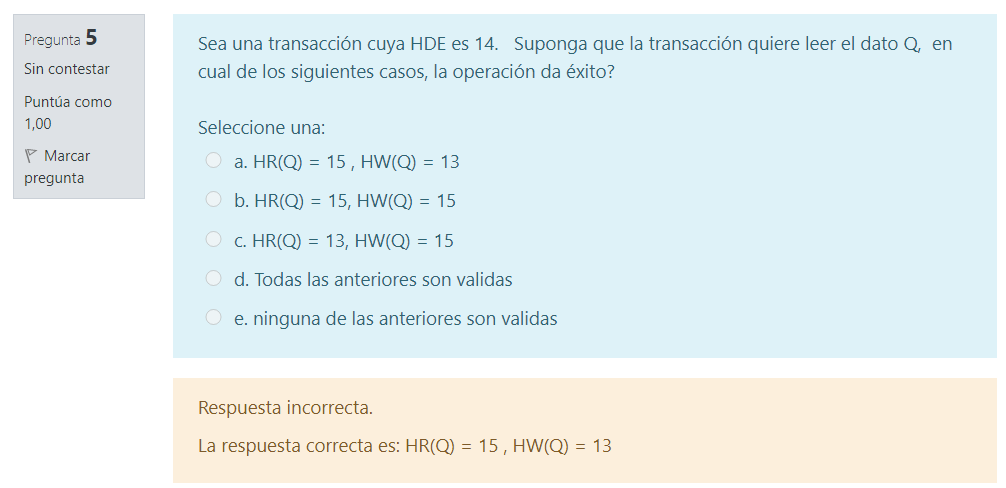 Pregunta 5
Sin contestar
Puntúa como
1,00
Marcar
pregunta
Sea una transacción cuya HDE es 14. Suponga que la transacción quiere leer el dato Q, en
cual de los siguientes casos, la operación da éxito?
Seleccione una:
a. HR(Q) = 15 , HW(Q) = 13
b. HR(Q) = 15, HW(Q) = 15
c. HR(Q) = 13, HW(Q) = 15
d. Todas las anteriores son validas
e. ninguna de las anteriores son validas
Respuesta incorrecta.
La respuesta correcta es: HR(Q) = 15 , HW(Q) = 13